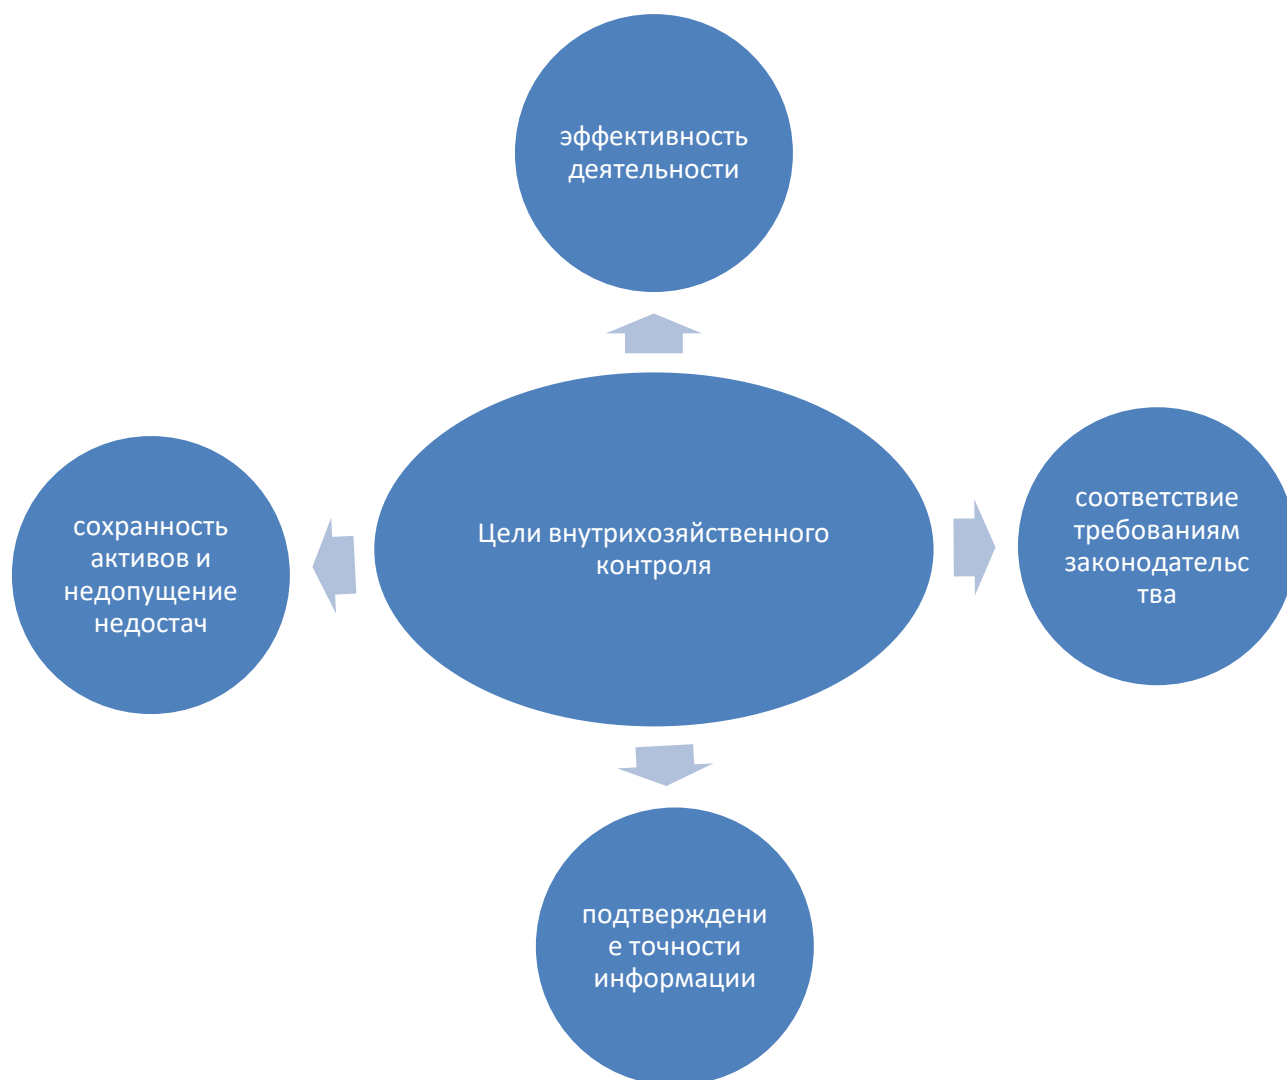 эффективность
деятельности
сохранность
активов и
недопущение
недостач
Цели внутрихозяйственного
контроля
соответствие
требованиям
законодательс
тва
подтверждени
е точности
информации